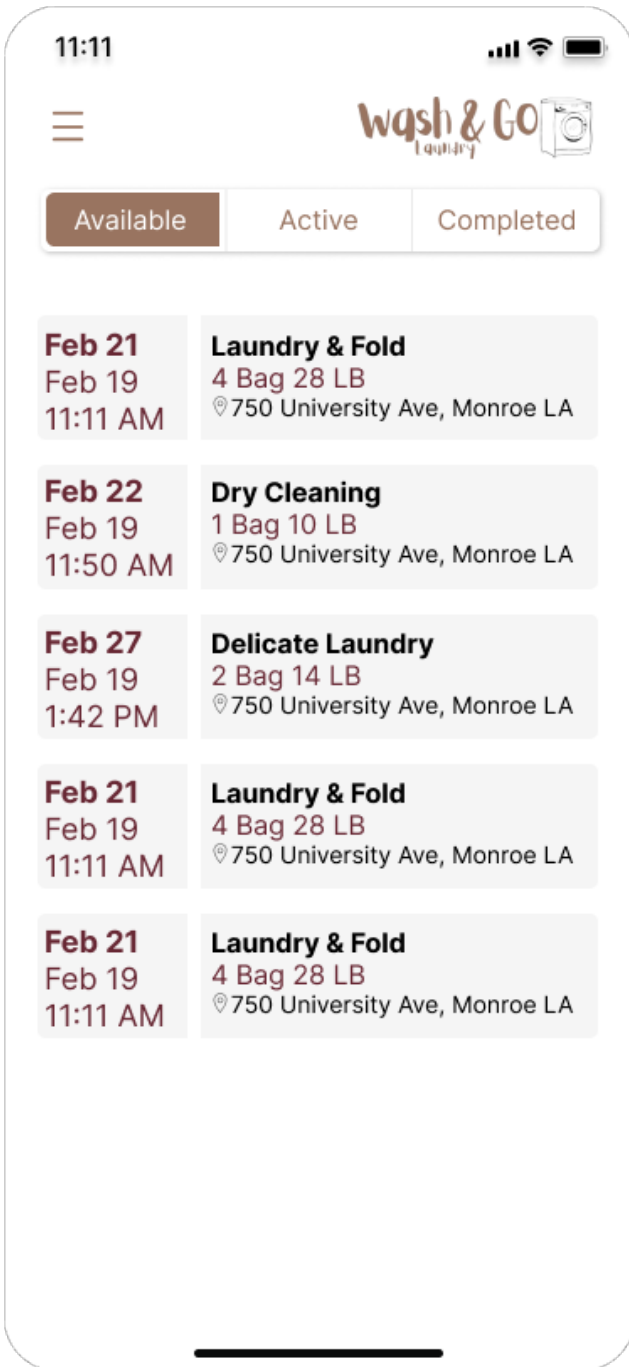 11:11
Wash & Go
Laundry
Available Active Completed
Feb 21
Feb 19
11:11 AM
Laundry & Fold
4 Bag 28 LB
750 University Ave, Monroe LA
Feb 22
Feb 19
11:50 AM
Dry Cleaning
1 Bag 10 LB
750 University Ave, Monroe LA
Feb 27
Feb 19
1:42 PM
Delicate Laundry
2 Bag 14 LB
750 University Ave, Monroe LA
Feb 21
Feb 19
11:11 AM
Laundry & Fold
4 Bag 28 LB
750 University Ave, Monroe LA
Feb 21
Feb 19
11:11 AM
Laundry & Fold
4 Bag 28 LB
750 University Ave, Monroe LA